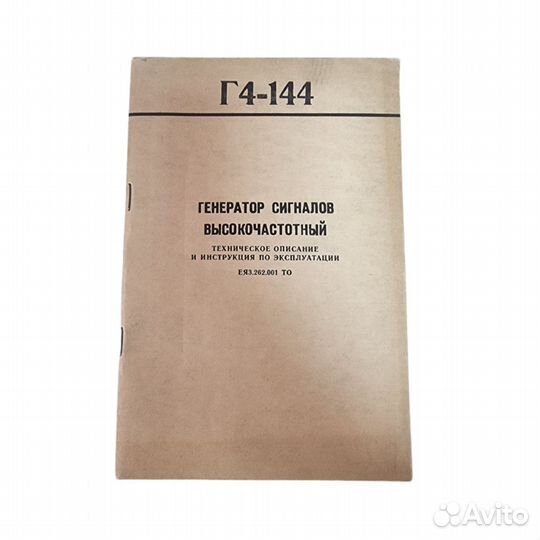 Г4-144
ГЕНЕРАТОР СИГНАЛОВ
ВЫСОКОЧАСТОТНЫЙ
ТЕХНИЧЕСКОЕ ОПИСАНИЕ
И ИНСТРУКЦИЯ ПО ЭКСПЛУАТАЦИИ
ЕЯ3.262.001 ТО
Avito